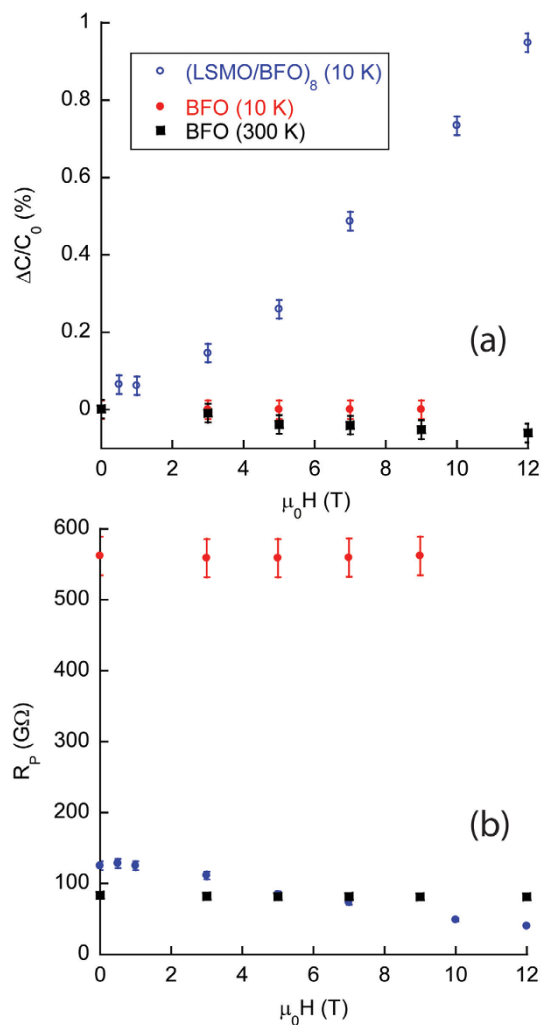 1
0.8
0.6
0.4
0.2
0
ΔC/C₀ (%)
(LSMO/BFO)₈ (10 K)
BFO (10 K)
BFO (300 K)
(a)
0 2 4 6 8 10 12
μ₀H (T)
600
500
400
300
200
100
0
R_P (GΩ)
(b)
0 2 4 6 8 10 12
μ₀H (T)